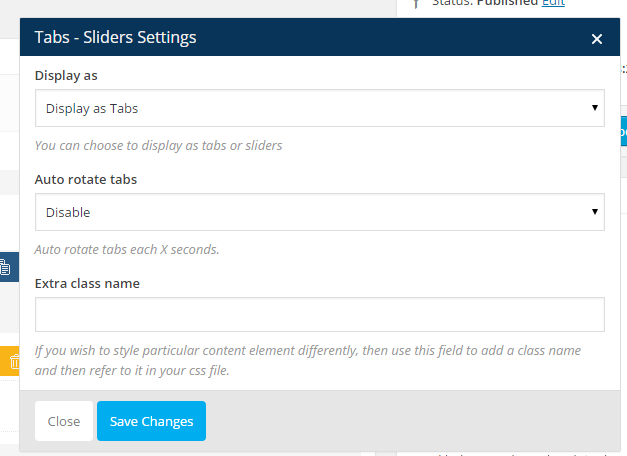 Status: Published Edit
Tabs - Sliders Settings
Display as
Display as Tabs
You can choose to display as tabs or sliders
Auto rotate tabs
Disable
Auto rotate tabs each X seconds.
Extra class name
If you wish to style particular content element differently, then use this field to add a class name
and then refer to it in your css file.
Close Save Changes